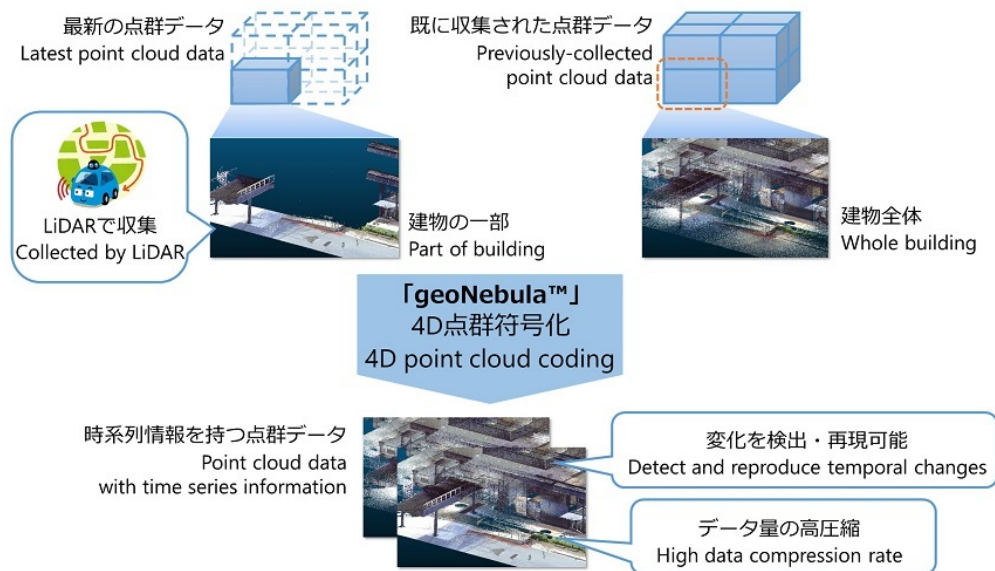 最新の点群データ
Latest point cloud data
既に収集された点群データ
Previously-collected
point cloud data
LiDARで収集
Collected by LiDAR
建物の一部
Part of building
建物全体
Whole building
「geoNebula™」
4D点群符号化
4D point cloud coding
時系列情報を持つ点群データ
Point cloud data
with time series information
変化を検出・再現可能
Detect and reproduce temporal changes
データ量の高圧縮
High data compression rate